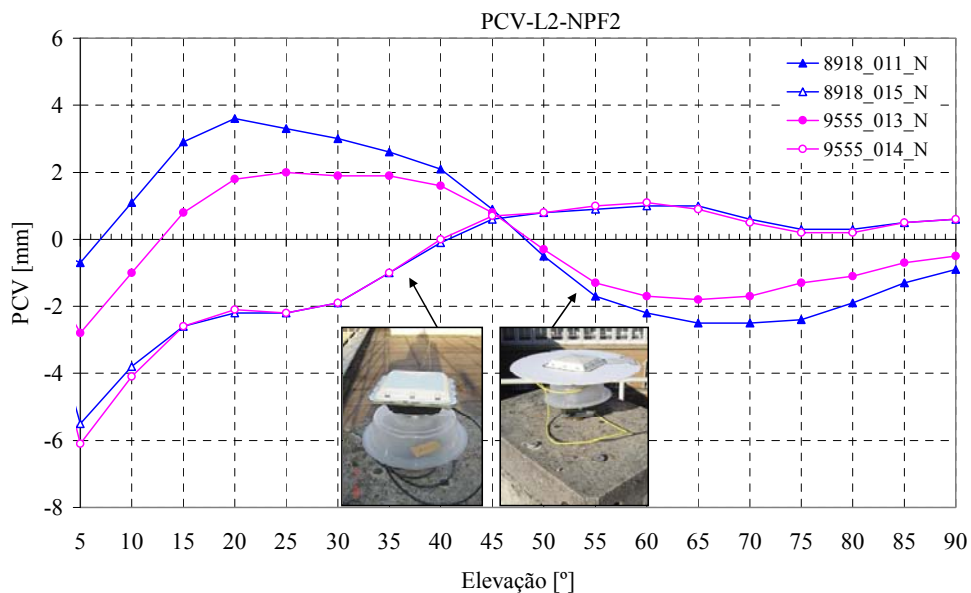 PCV-L2-NPF2
8918_011_N
8918_015_N
9555_013_N
9555_014_N
PCV [mm]
6
4
2
0
-2
-4
-6
-8
5 10 15 20 25 30 35 40 45 50 55 60 65 70 75 80 85 90
Elevação [º]